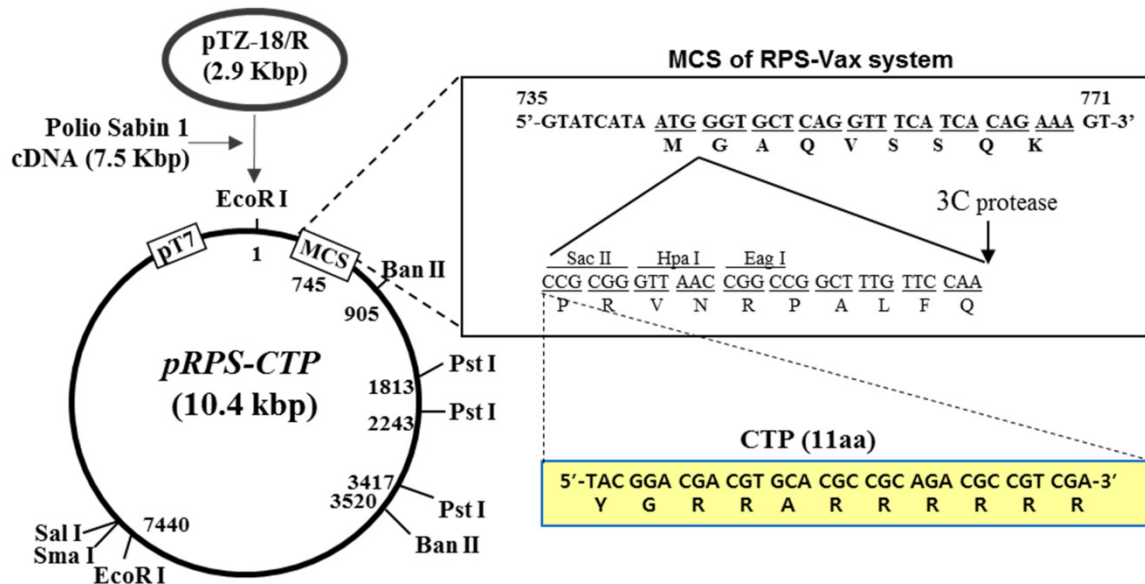 pTZ-18/R
(2.9 Kbp)
Polio Sabin 1
cDNA (7.5 Kbp)
EcoR I
1
pT7
MCS
745
Ban II
905
Pst I
1813
Pst I
2243
pRPS-CTP
(10.4 kbp)
3417
3520
Pst I
Ban II
7440
Sal I
Sma I
EcoR I
MCS of RPS-Vax system
735 771
5'-GTATCATA ATG GGT GCT CAG GTT TCA TCA CAG AAA GT-3'
M G A Q V S S Q K
3C protease
Sac II Hpa I Eag I
CCG CGG GTT AAC CGG CCG GCT TTG TTC CAA
P R V N R P A L F Q
CTP (11aa)
5'-TAC GGA CGA CGT GCA CGC CGC AGA CGC CGT CGA-3'
Y G R R A R R R R R R